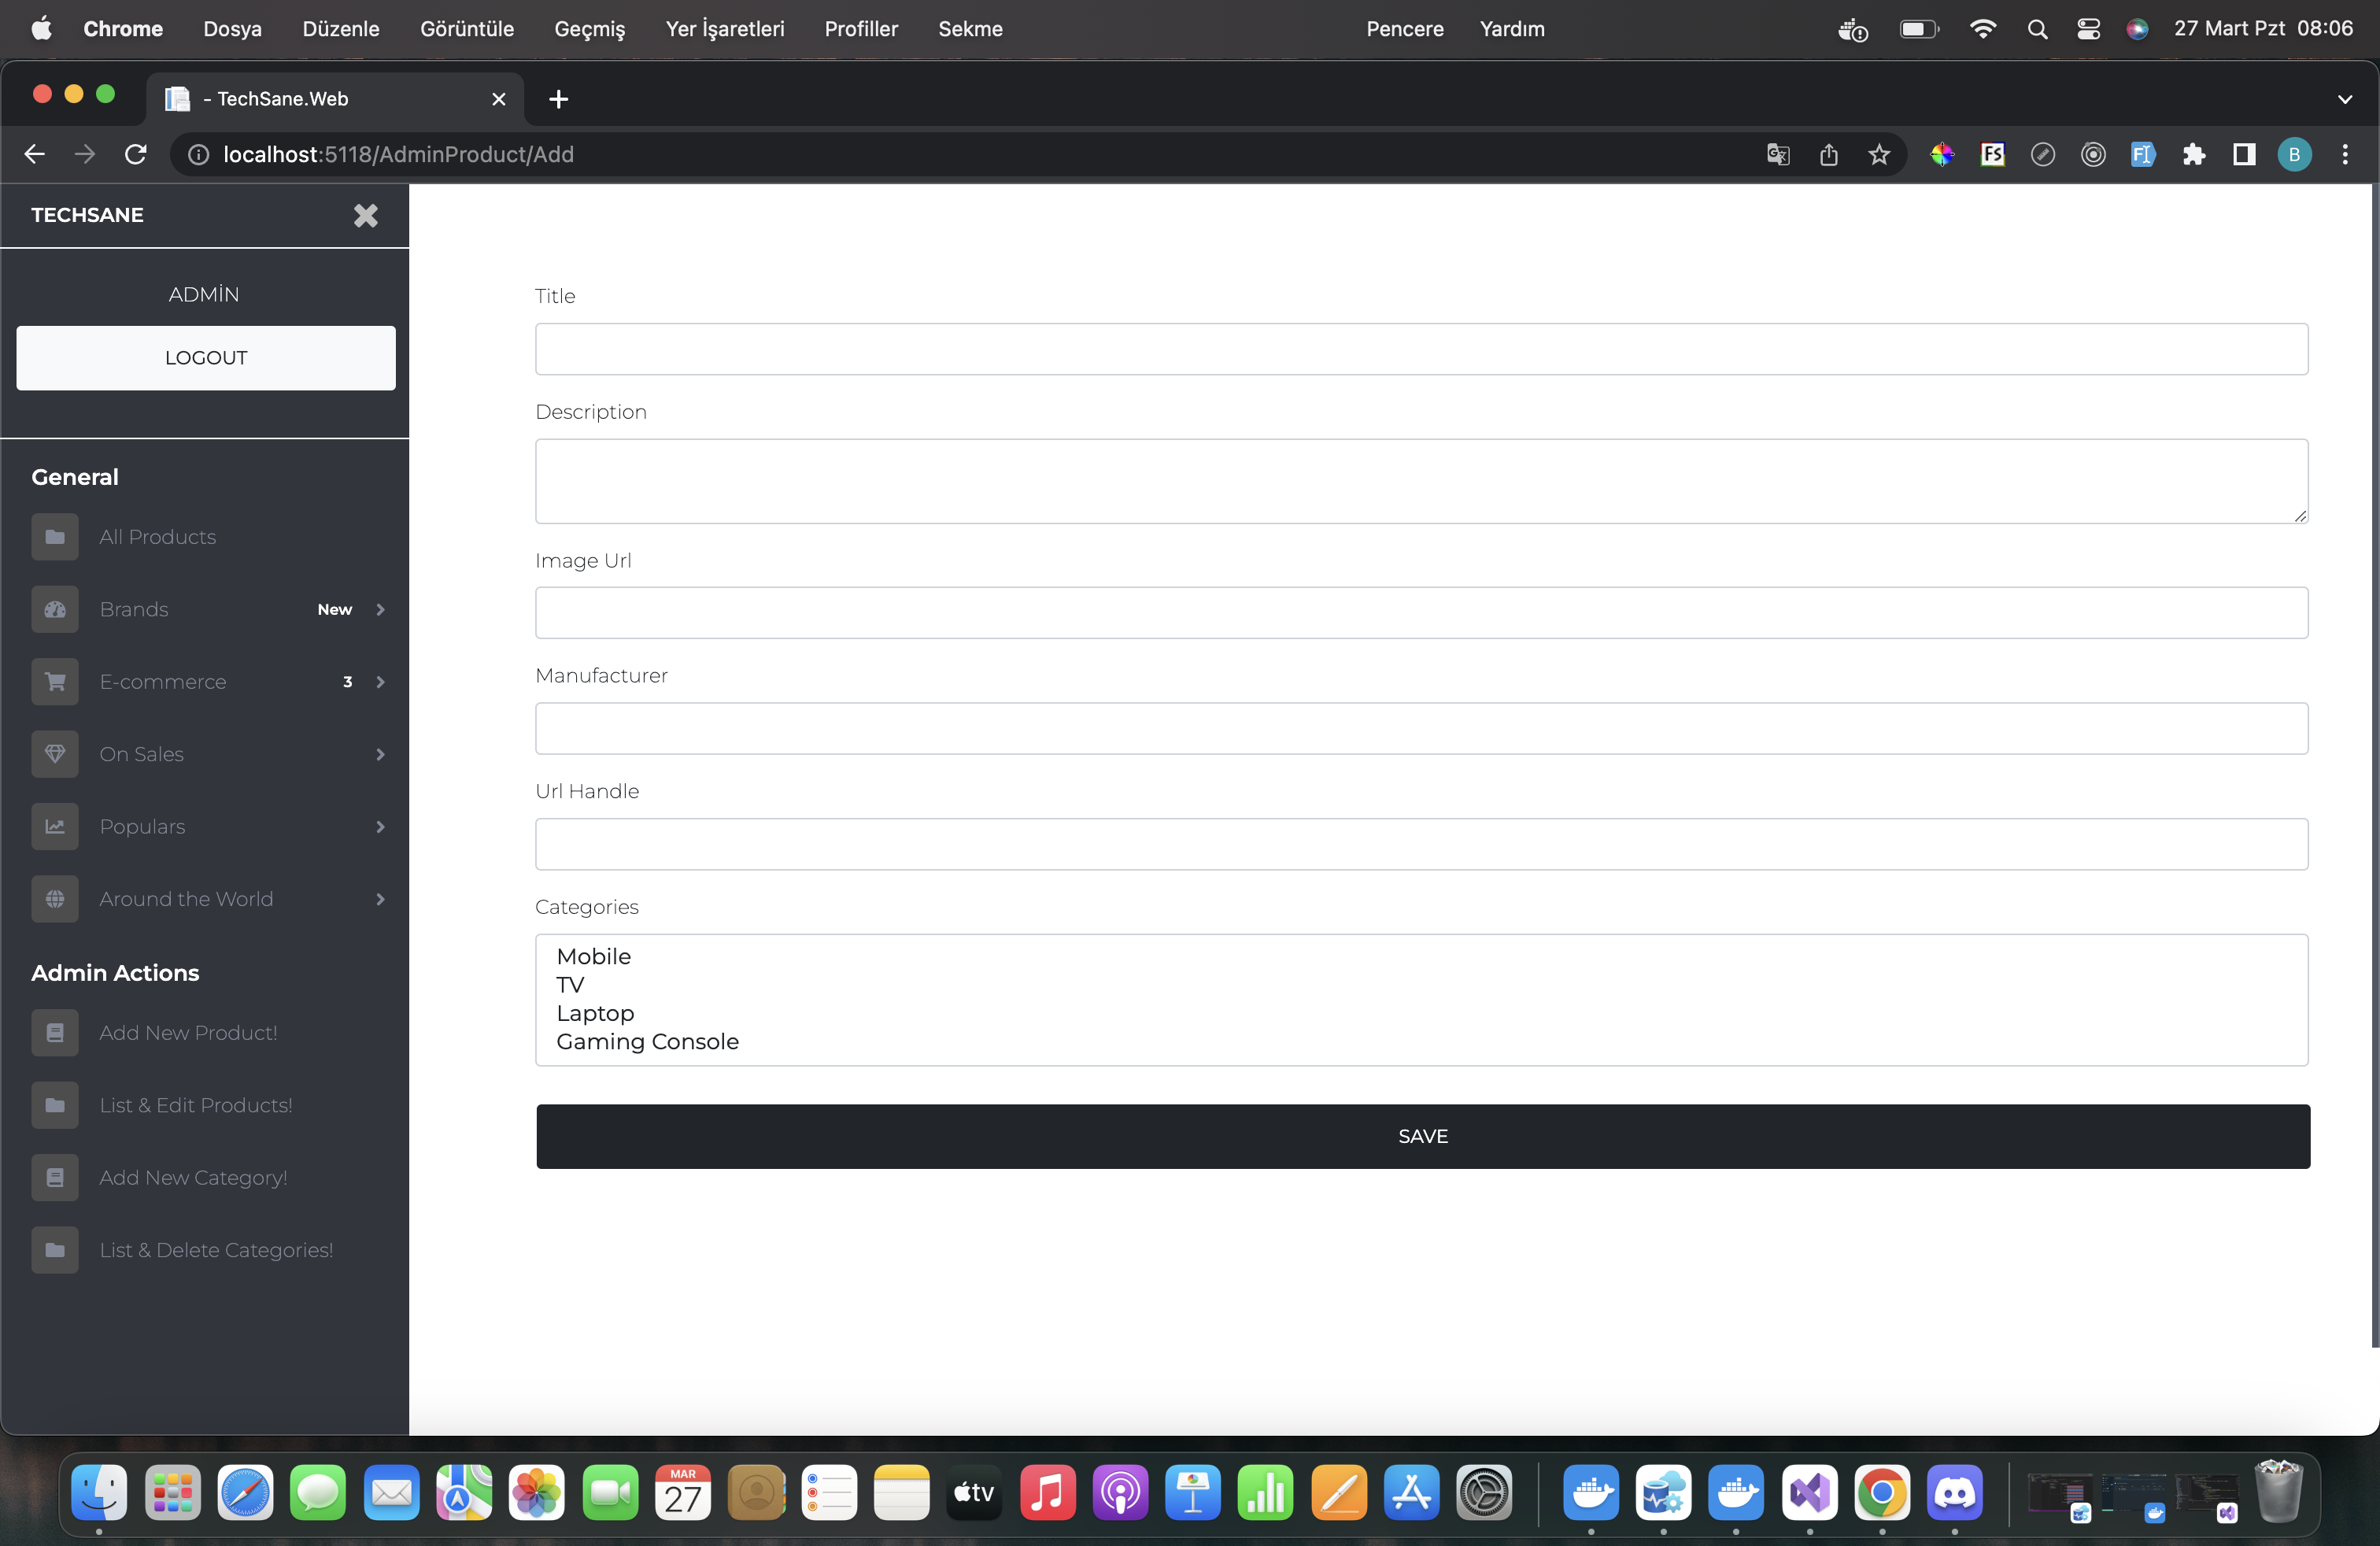 Chrome Dosya Düzenle Görüntüle Geçmiş Yer İşaretleri Profiller Sekme Pencere Yardım 27 Mart Pzt 08:06
- TechSane.Web
localhost:5118/AdminProduct/Add
FS
B
TECHSANE
ADMİN
LOGOUT
General
All Products
Brands New
E-commerce 3
On Sales
Populars
Around the World
Admin Actions
Add New Product!
List & Edit Products!
Add New Category!
List & Delete Categories!
Title
Description
Image Url
Manufacturer
Url Handle
Categories
Mobile
TV
Laptop
Gaming Console
SAVE
MAR
27
tv